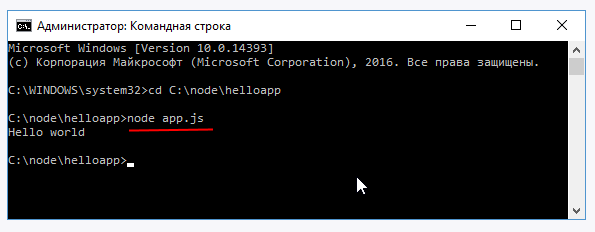 Администратор: Командная строка
Microsoft Windows [Version 10.0.14393]
(c) Корпорация Майкрософт (Microsoft Corporation), 2016. Все права защищены.
C:\WINDOWS\system32>cd C:\node\helloapp
C:\node\helloapp>node app.js
Hello world
C:\node\helloapp>